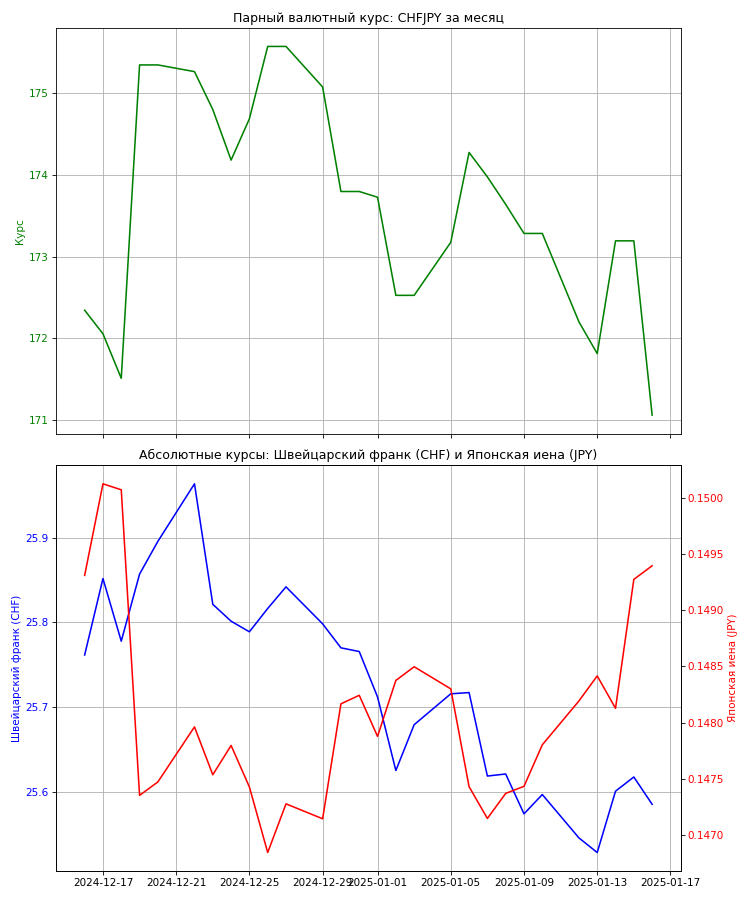 Парный валютный курс: CHFJPY за месяц
175
174
173
172
171
Курс
Абсолютные курсы: Швейцарский франк (CHF) и Японская иена (JPY)
25.9
25.8
25.7
25.6
Швейцарский франк (CHF)
0.1500
0.1495
0.1490
0.1485
0.1480
0.1475
0.1470
Японская иена (JPY)
2024-12-17 2024-12-21 2024-12-25 2024-12-29 2025-01-01 2025-01-05 2025-01-09 2025-01-13 2025-01-17